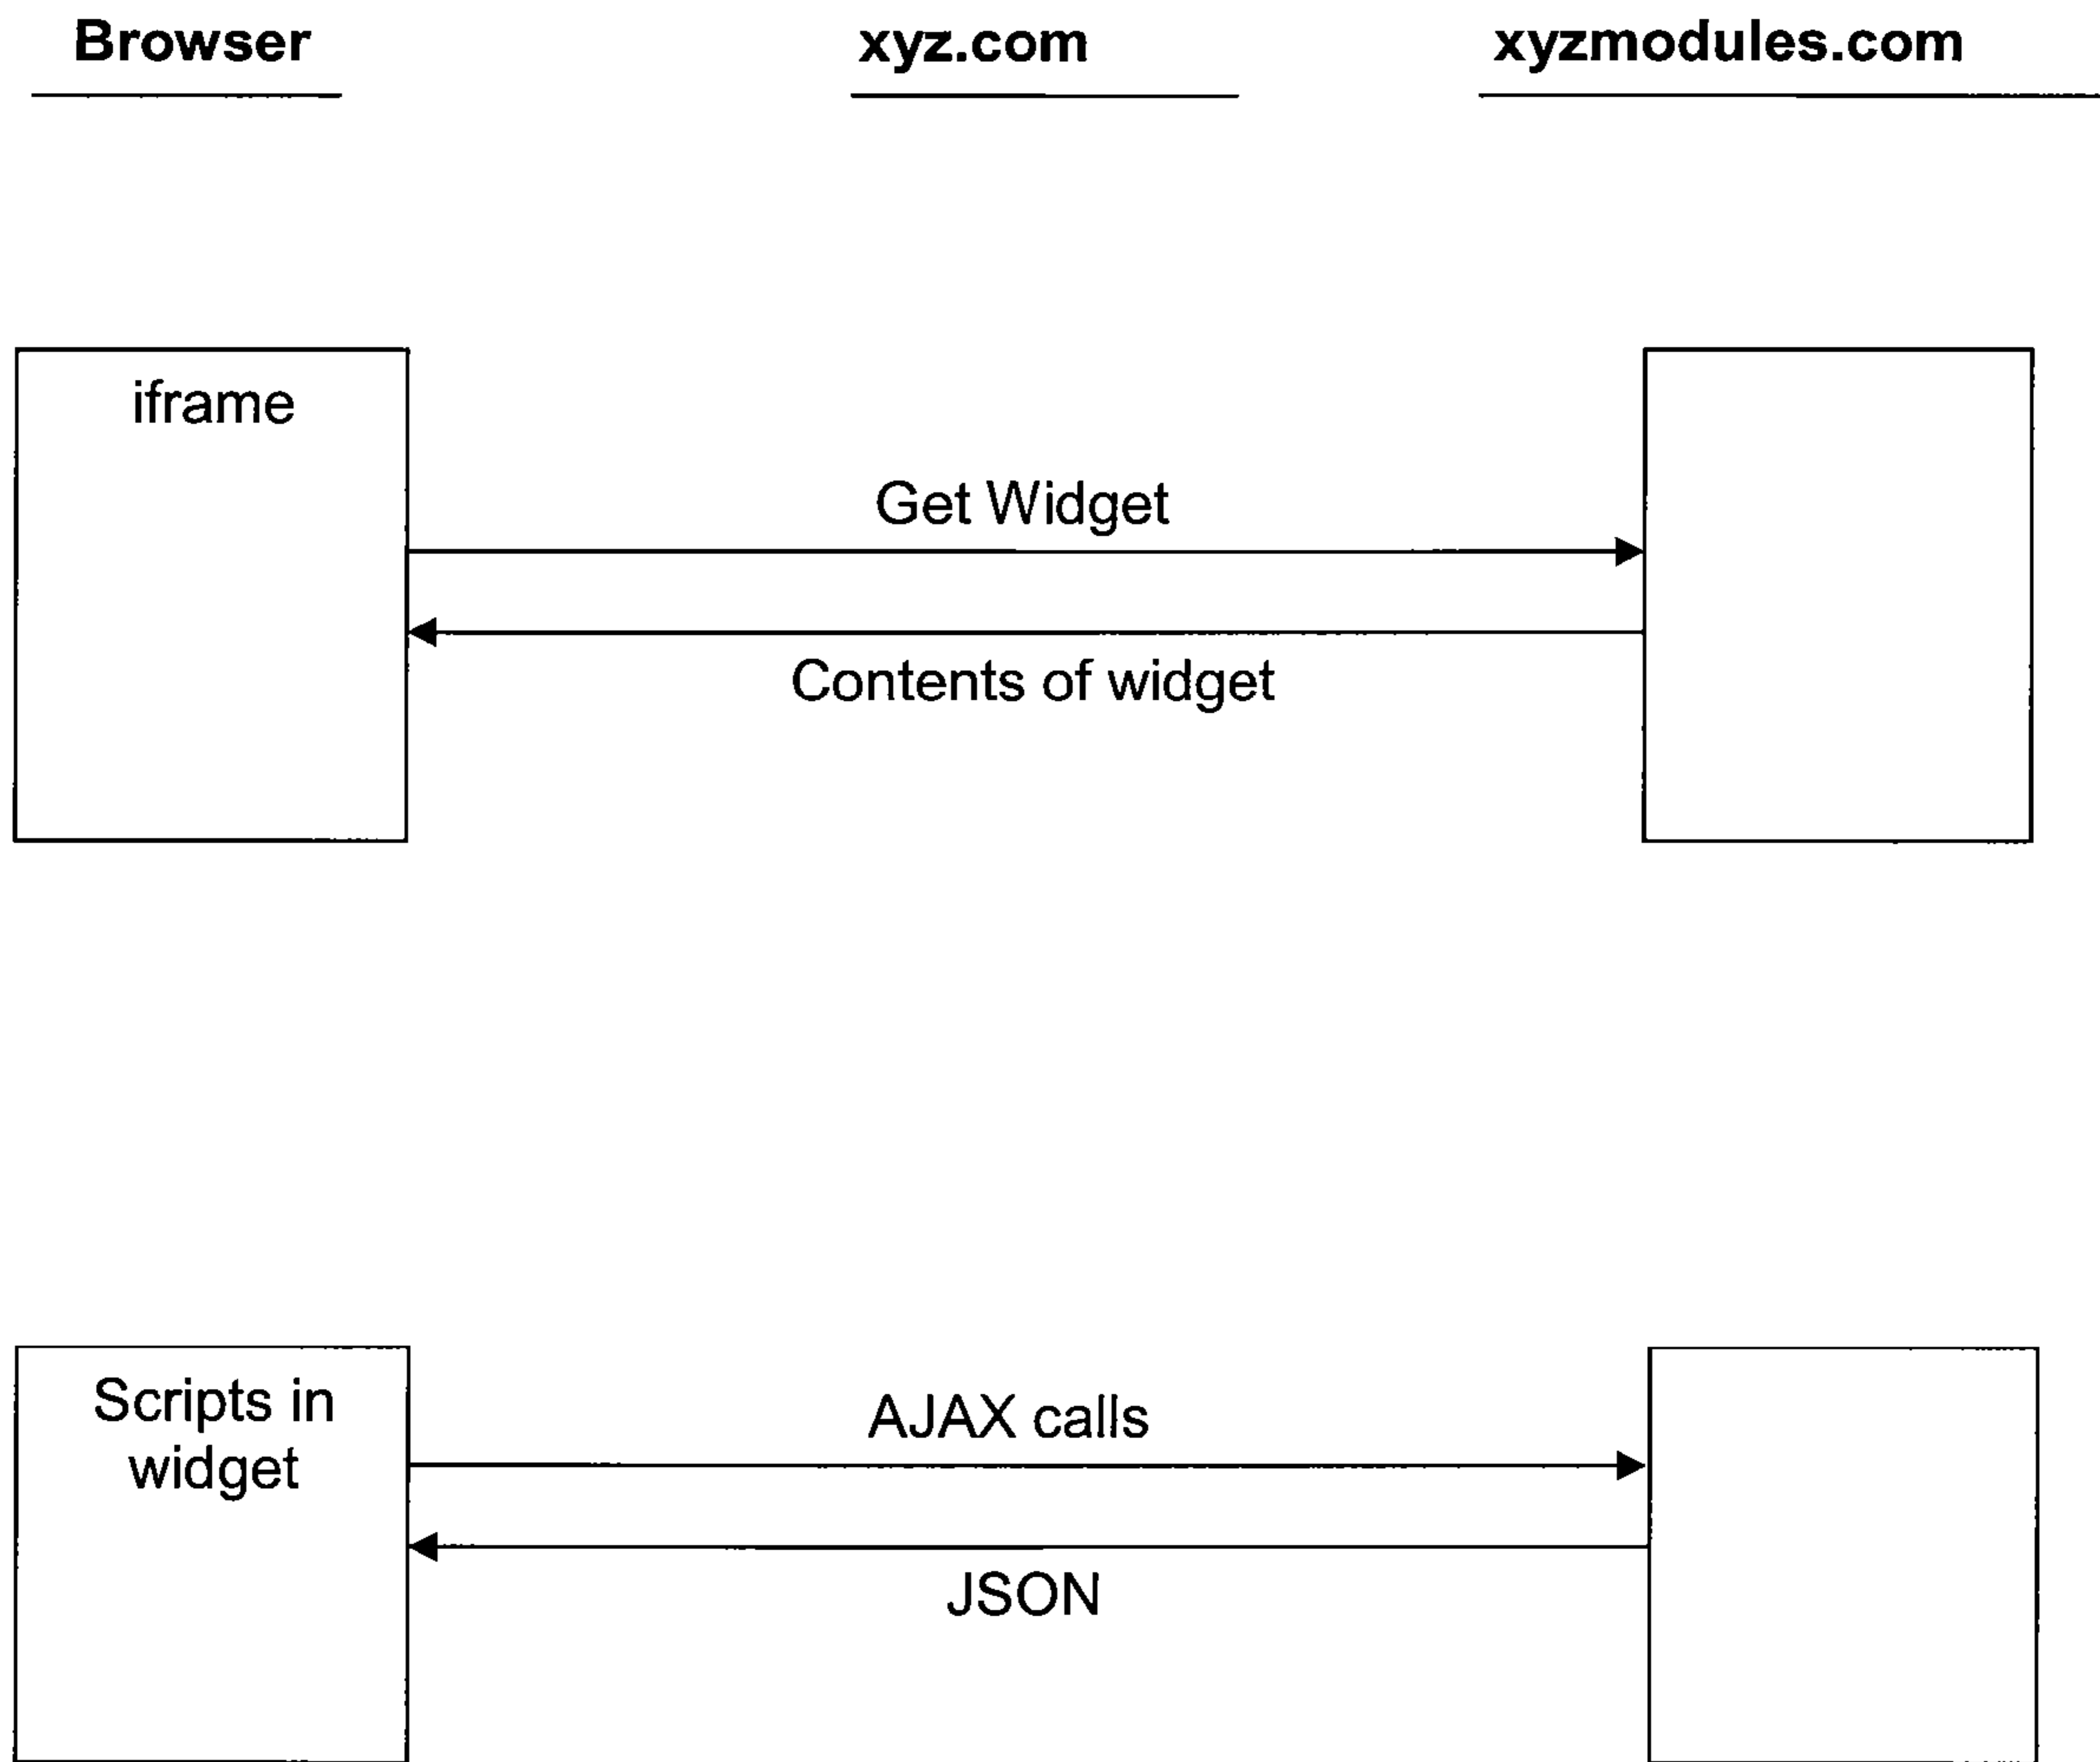 Browser
xyz.com
xyzmodules.com
iframe
Get Widget
Contents of widget
Scripts in
widget
AJAX calls
JSON